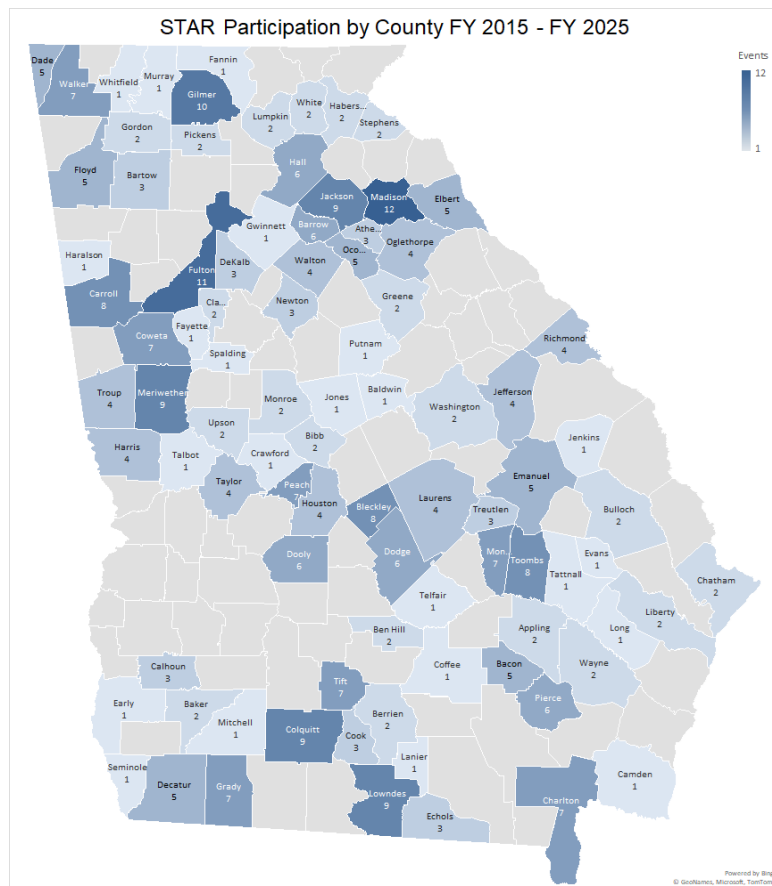 STAR Participation by County FY 2015 - FY 2025
Events
12
1
Fannin
1
Dade
5
Walker
7
Whitfield
1
Murray
1
Gilmer
10
White
2
Habers...
2
Lumpkin
2
Stephens
2
Gordon
2
Pickens
2
Hall
6
Floyd
5
Bartow
3
Jackson
9
Madison
12
Elbert
5
Gwinnett
1
Barrow
6
Athe...
3
Oglethorpe
4
Haralson
1
Fulton
11
DeKalb
3
Walton
4
Oco...
5
Carroll
8
Cla...
2
Newton
3
Greene
2
Coweta
7
Fayette
1
Spalding
1
Putnam
1
Richmond
4
Troup
4
Meriwether
9
Monroe
2
Jones
1
Baldwin
1
Washington
2
Jefferson
4
Upson
2
Bibb
2
Jenkins
1
Harris
4
Talbot
1
Crawford
1
Taylor
4
Peach
7
Houston
4
Bleckley
8
Laurens
4
Emanuel
5
Treutlen
3
Bulloch
2
Dooly
6
Dodge
6
Mon...
7
Toombs
8
Tattnall
1
Evans
1
Chatham
2
Telfair
1
Liberty
2
Ben Hill
2
Appling
2
Long
1
Calhoun
3
Coffee
1
Bacon
5
Wayne
2
Tift
7
Pierce
6
Early
1
Baker
2
Mitchell
1
Berrien
2
Colquitt
9
Cook
3
Lanier
1
Seminole
1
Decatur
5
Grady
7
Lowndes
9
Echols
3
Charlton
7
Camden
1
Powered by Bing
© GeoNames, Microsoft, TomTom